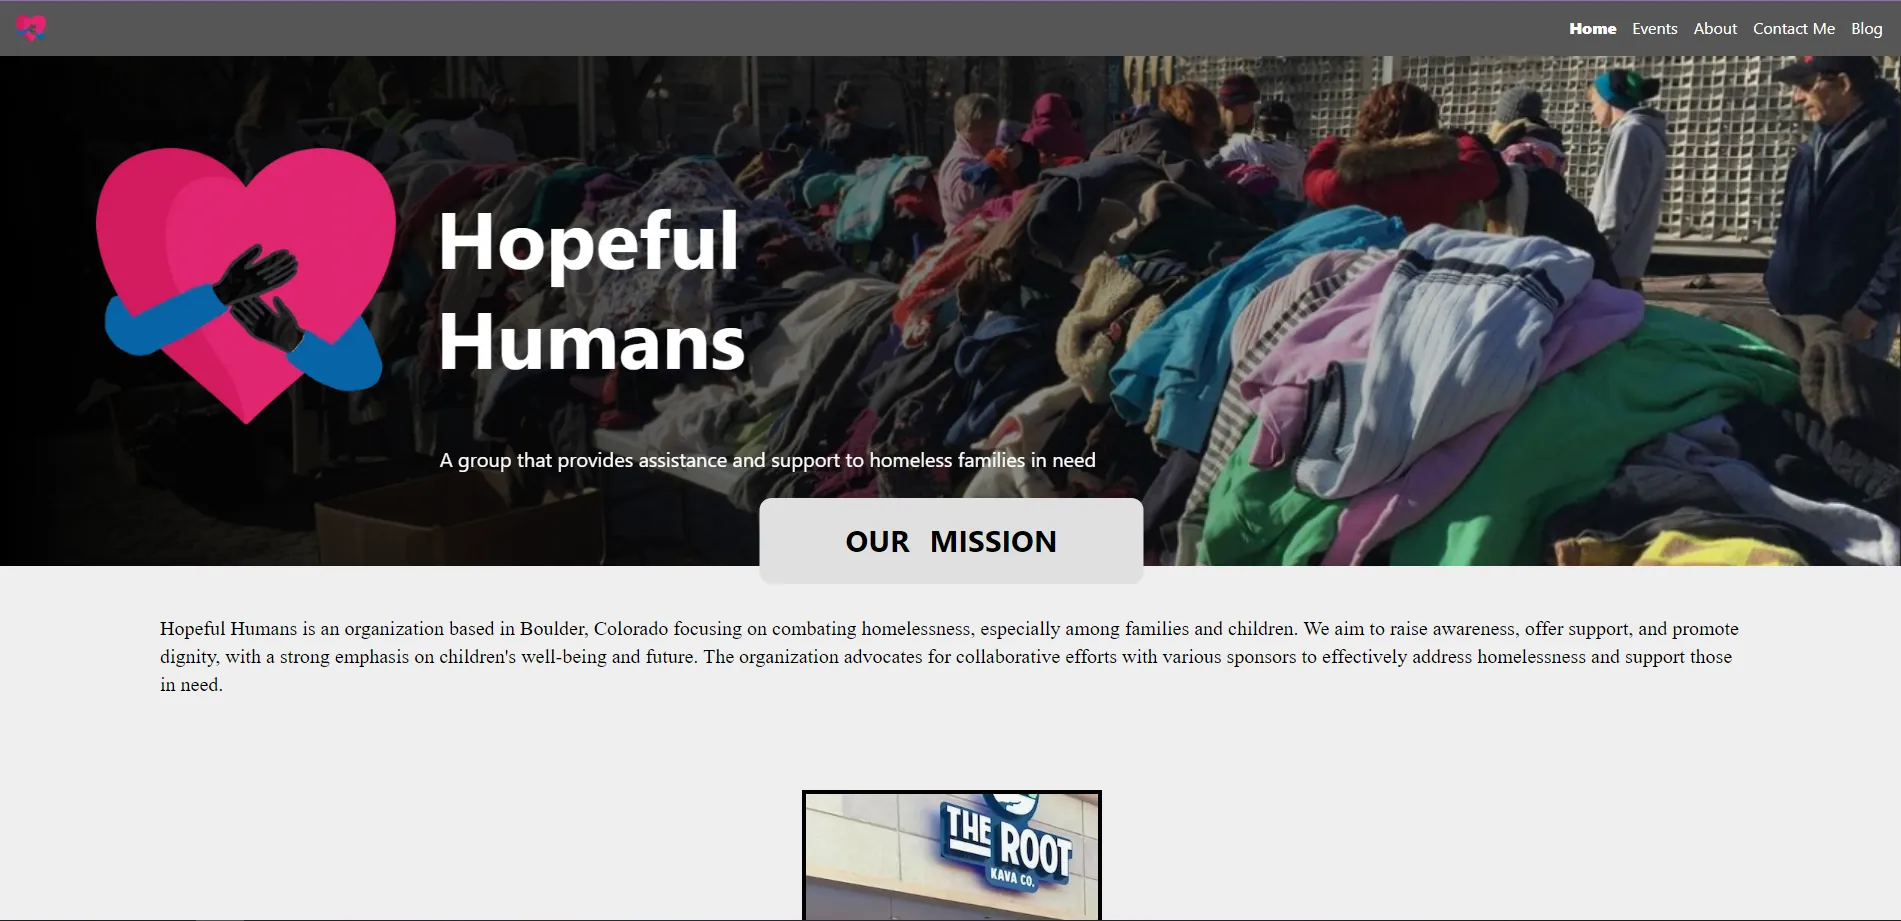 Home Events About Contact Me Blog
Hopeful
Humans
A group that provides assistance and support to homeless families in need
OUR MISSION
Hopeful Humans is an organization based in Boulder, Colorado focusing on combating homelessness, especially among families and children. We aim to raise awareness, offer support, and promote
dignity, with a strong emphasis on children's well-being and future. The organization advocates for collaborative efforts with various sponsors to effectively address homelessness and support those
in need.
THE
ROOT
KAVA CO.